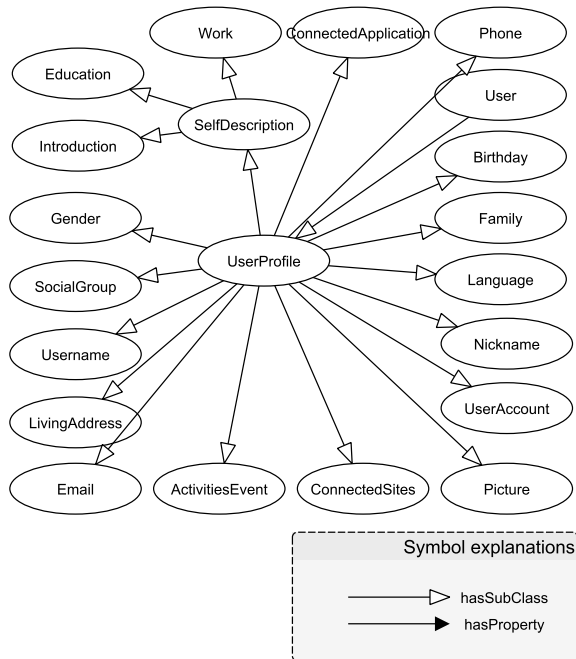 Work
ConnectedApplication
Phone
Education
User
SelfDescription
Introduction
Birthday
Gender
Family
UserProfile
SocialGroup
Language
Username
Nickname
LivingAddress
UserAccount
Email
ActivitiesEvent
ConnectedSites
Picture
Symbol explanations
hasSubClass
hasProperty